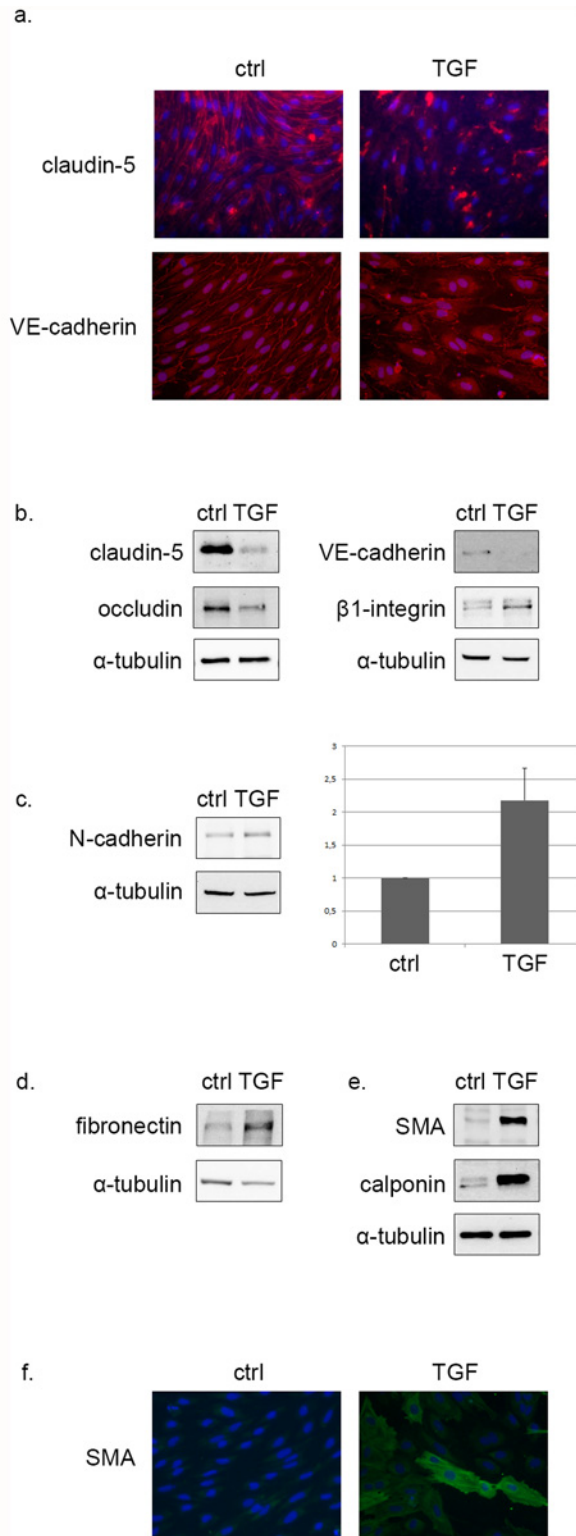 a.
ctrl TGF
claudin-5
VE-cadherin
b.
ctrl TGF
claudin-5
occludin
α-tubulin
ctrl TGF
VE-cadherin
β1-integrin
α-tubulin
c.
ctrl TGF
N-cadherin
α-tubulin
3
2,5
2
1,5
1
0,5
0
ctrl TGF
d.
ctrl TGF
fibronectin
α-tubulin
e.
ctrl TGF
SMA
calponin
α-tubulin
f.
ctrl TGF
SMA